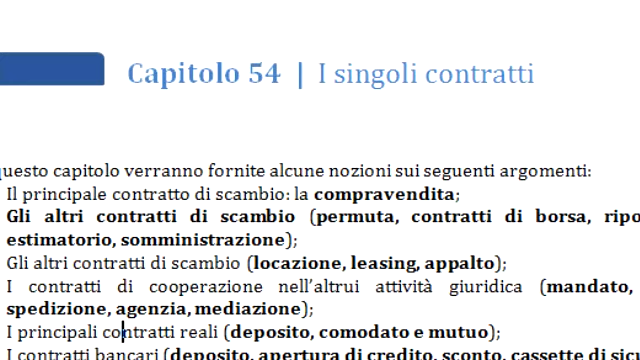 Capitolo 54 | I singoli contratti
questo capitolo verranno fornite alcune nozioni sui seguenti argomenti:
Il principale contratto di scambio: la compravendita;
Gli altri contratti di scambio (permuta, contratti di borsa,
estimatorio, somministrazione);
Gli altri contratti di scambio (locazione, leasing, appalto);
I contratti di cooperazione nell'altrui attività giuridica (mandato,
spedizione, agenzia, mediazione);
I principali contratti reali (deposito, comodato e mutuo);
I contratti bancari (deposito, apertura di credito, sconto, cassette di